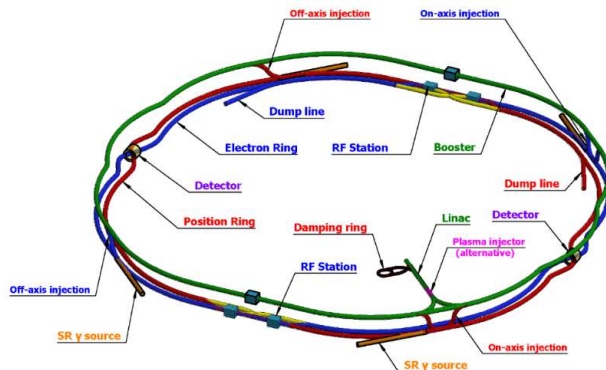 Off-axis injection
On-axis injection
Dump line
Electron Ring
RF Station
Booster
Detector
Dump line
Position Ring
Linac
Detector
Damping ring
Plasma injector
(alternative)
RF Station
Off-axis injection
SR γ source
On-axis injection
SR γ source